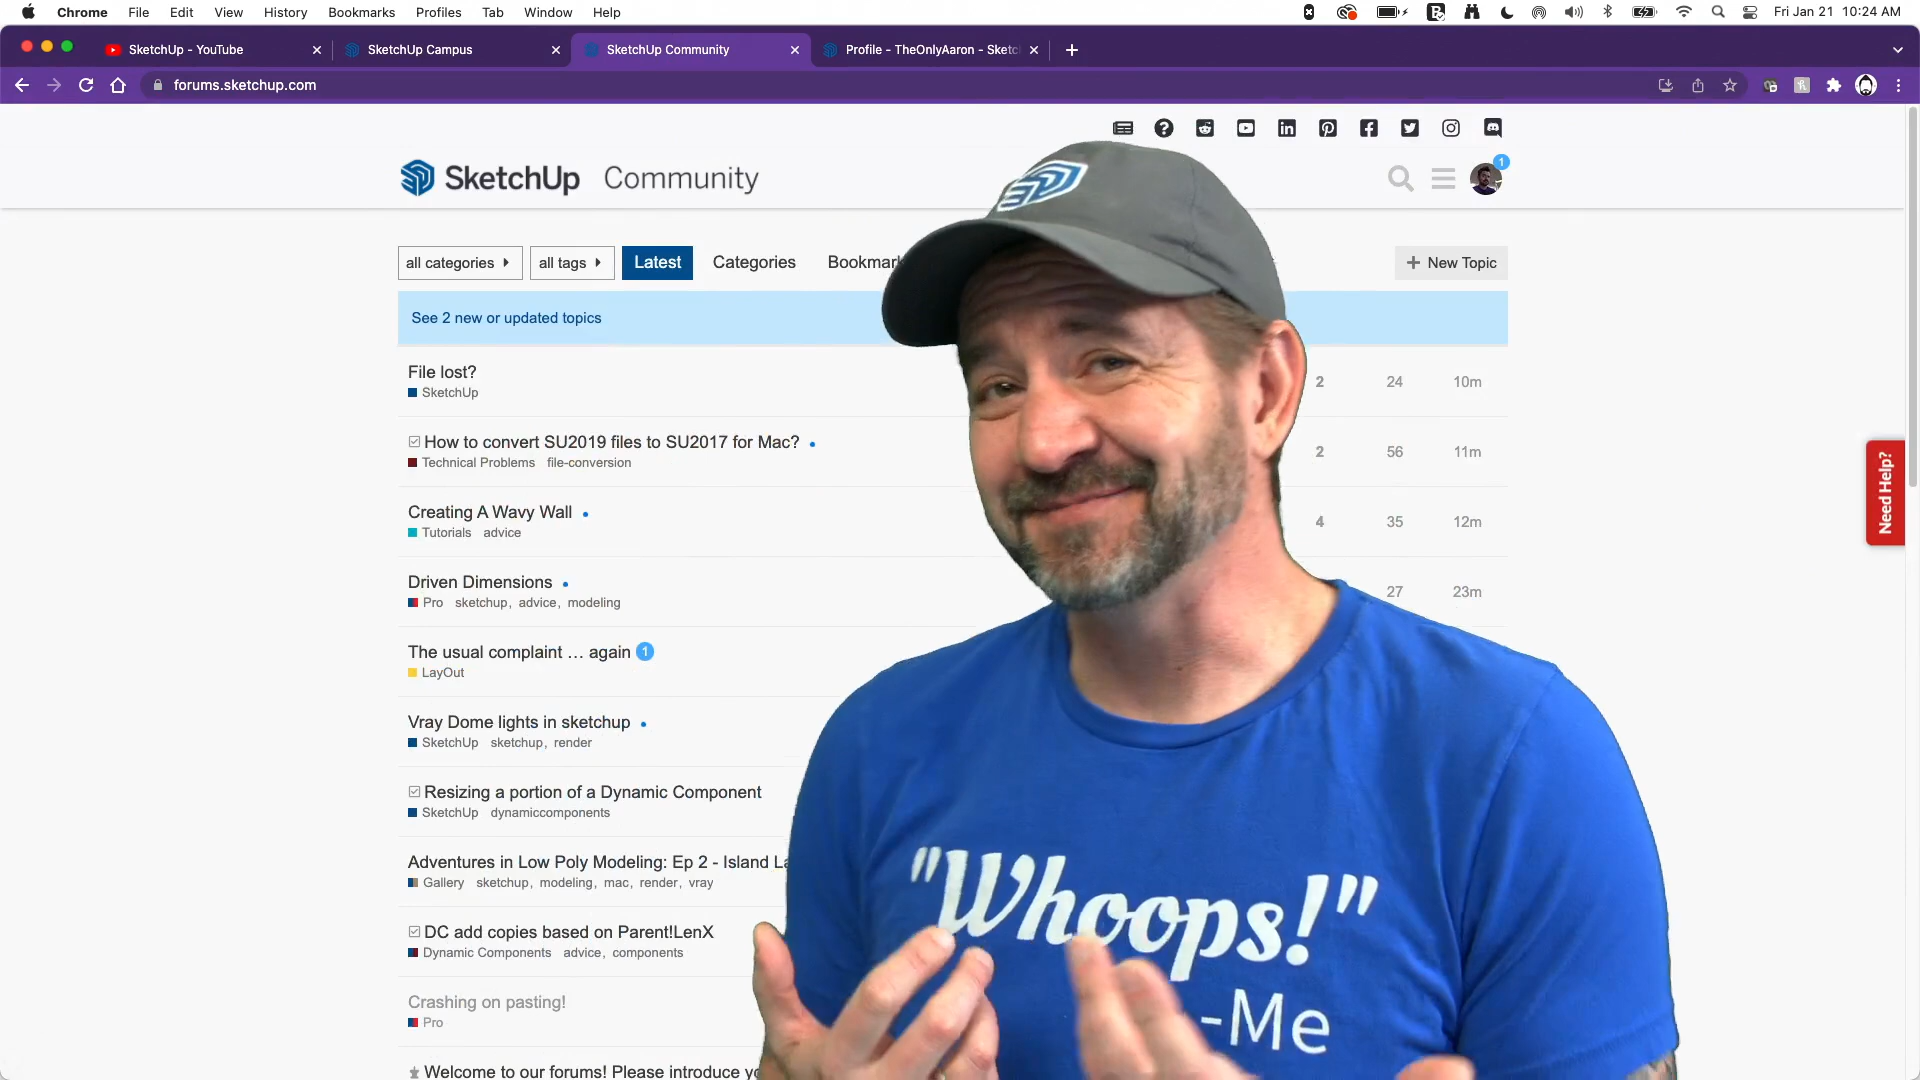 Chrome File Edit View History Bookmarks Profiles Tab Window Help Fri Jan 21 10:24 AM
SketchUp - YouTube SketchUp Campus SketchUp Community Profile - TheOnlyAaron - Sketc
forums.sketchup.com
SketchUp Community 1
all categories all tags Latest Categories Bookmar + New Topic
See 2 new or updated topics
File lost? 2 24 10m
SketchUp
How to convert SU2019 files to SU2017 for Mac? 2 56 11m
Technical Problems file-conversion
Creating A Wavy Wall 4 35 12m
Tutorials advice
Driven Dimensions 27 23m
Pro sketchup, advice, modeling
The usual complaint … again 1
LayOut
Vray Dome lights in sketchup
SketchUp sketchup, render
Resizing a portion of a Dynamic Component
SketchUp dynamiccomponents
Adventures in Low Poly Modeling: Ep 2 - Island La
Gallery sketchup, modeling, mac, render, vray
DC add copies based on Parent!LenX
Dynamic Components advice, components
Crashing on pasting!
Pro
Welcome to our forums! Please introduce yo
Need Help?
"Whoops!"
-Me